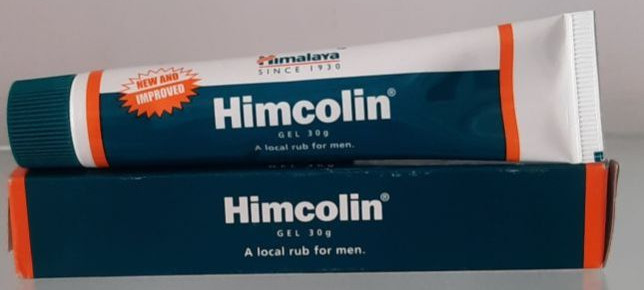 Himalaya
SINCE 1930
NEW AND
IMPROVED
Himcolin®
GEL 30g
A local rub for men.
Himcolin®
GEL 30g
A local rub for men.